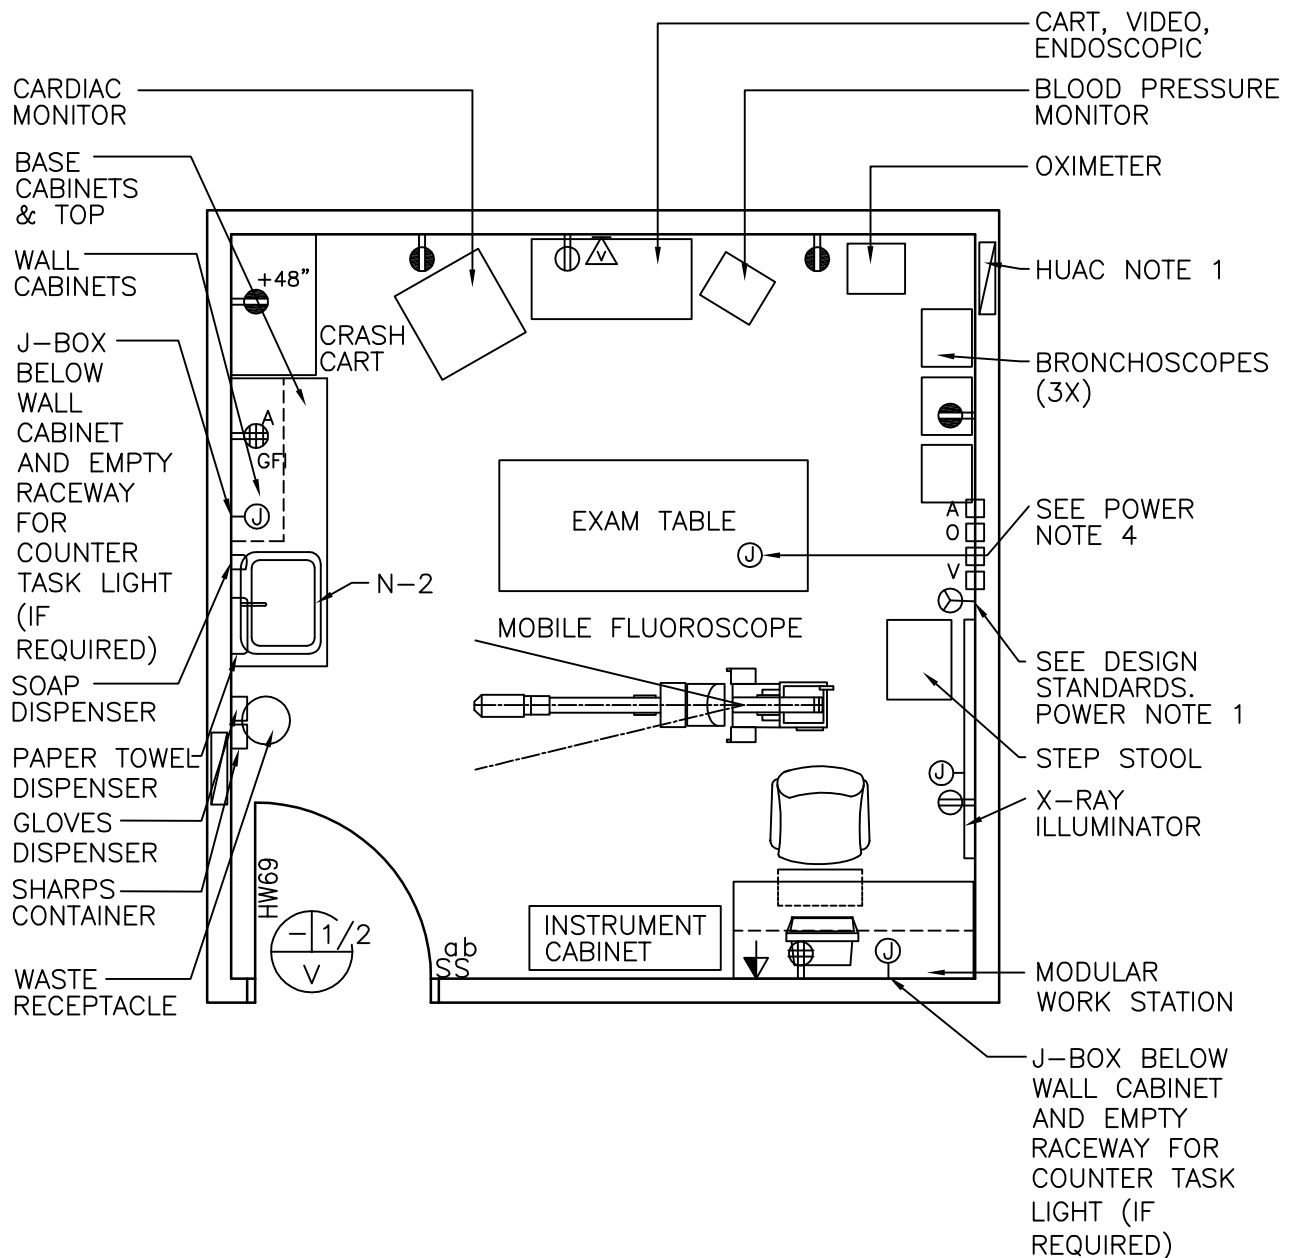 CART, VIDEO,
ENDOSCOPIC
CARDIAC
MONITOR
BLOOD PRESSURE
MONITOR
BASE
CABINETS
& TOP
OXIMETER
WALL
CABINETS
+48"
V
HUAC NOTE 1
J-BOX
BELOW
WALL
CABINET
AND EMPTY
RACEWAY
FOR
COUNTER
TASK LIGHT
(IF
REQUIRED)
CRASH
CART
BRONCHOSCOPES
(3X)
A
GFI
J
EXAM TABLE
J
A
O
V
SEE POWER
NOTE 4
N-2
MOBILE FLUOROSCOPE
SEE DESIGN
STANDARDS.
POWER NOTE 1
SOAP
DISPENSER
PAPER TOWEL
DISPENSER
STEP STOOL
J
X-RAY
ILLUMINATOR
GLOVES
DISPENSER
SHARPS
CONTAINER
HW69
- 1/2
V
ab
SS
INSTRUMENT
CABINET
J
WASTE
RECEPTACLE
MODULAR
WORK STATION
J-BOX BELOW
WALL CABINET
AND EMPTY
RACEWAY FOR
COUNTER TASK
LIGHT (IF
REQUIRED)